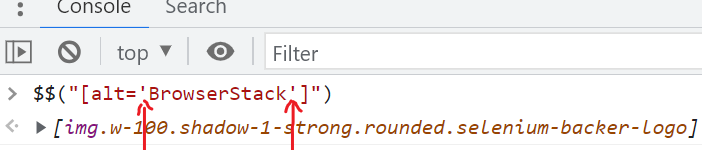 Console Search
top Filter
$$("[alt='BrowserStack']")
[img.w-100.shadow-1-strong.rounded.selenium-backer-logo]